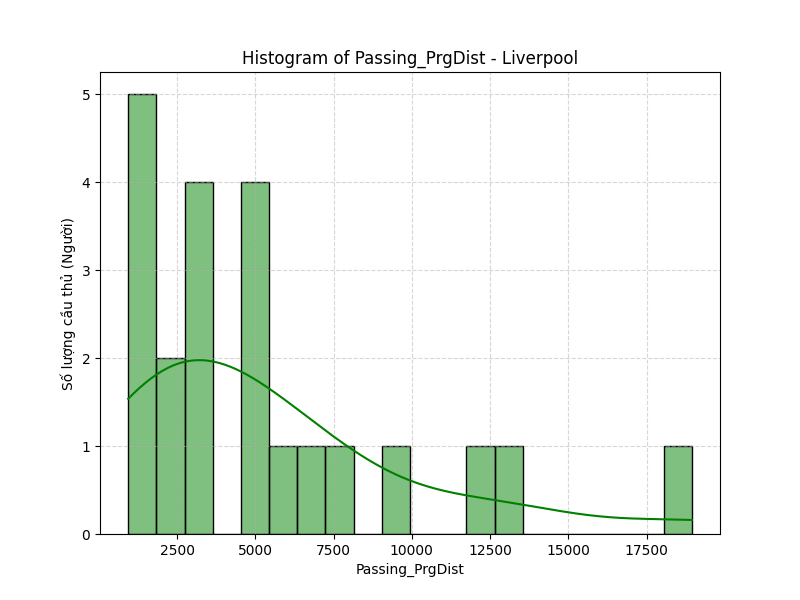 Histogram of Passing_PrgDist - Liverpool
Số lượng cầu thủ (Người)
5
4
3
2
1
0
2500 5000 7500 10000 12500 15000 17500
Passing_PrgDist